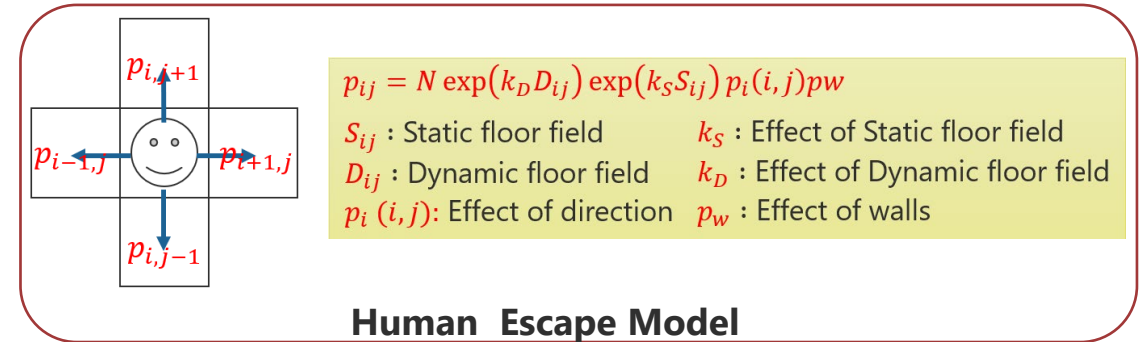 p_{i,j+1}
p_{i-1,j} p_{i+1,j}
p_{i,j-1}
p_{ij} = N exp(k_D D_{ij}) exp(k_S S_{ij}) p_i(i,j)pw
S_{ij} : Static floor field k_S : Effect of Static floor field
D_{ij} : Dynamic floor field k_D : Effect of Dynamic floor field
p_i (i,j): Effect of direction p_w : Effect of walls
Human Escape Model